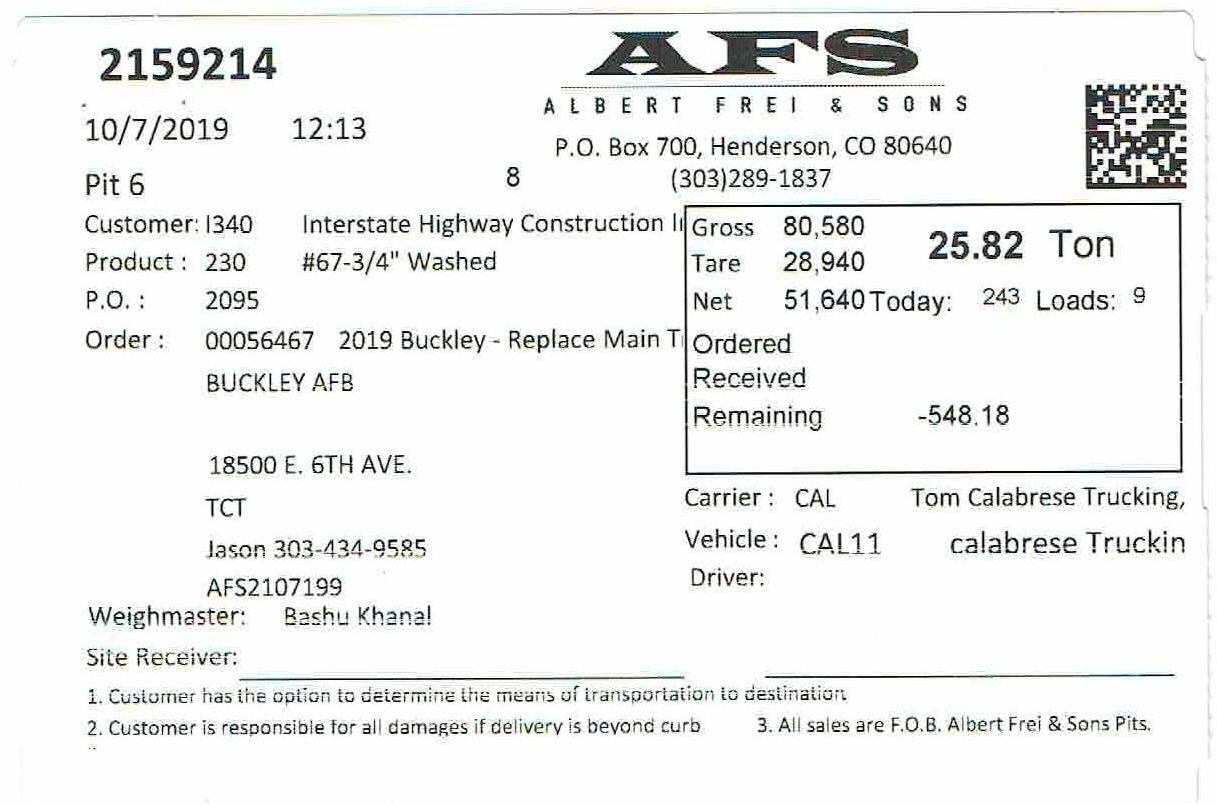 2159214
AFS
ALBERT FREI & SONS
10/7/2019 12:13
P.O. Box 700, Henderson, CO 80640
Pit 6 8 (303)289-1837
Customer: I340 Interstate Highway Construction I
Gross 80,580
25.82 Ton
Product : 230 #67-3/4" Washed
Tare 28,940
P.O. : 2095
Net 51,640 Today: 243 Loads: 9
Order : 00056467 2019 Buckley - Replace Main T
Ordered
BUCKLEY AFB
Received
Remaining -548.18
18500 E. 6TH AVE.
Carrier : CAL Tom Calabrese Trucking,
TCT
Vehicle : CAL11 calabrese Truckin
Jason 303-434-9585
Driver:
AFS2107199
Weighmaster: Bashu Khanal
Site Receiver:
1. Customer has the option to determine the means of transportation to destination.
2. Customer is responsible for all damages if delivery is beyond curb 3. All sales are F.O.B. Albert Frei & Sons Pits.